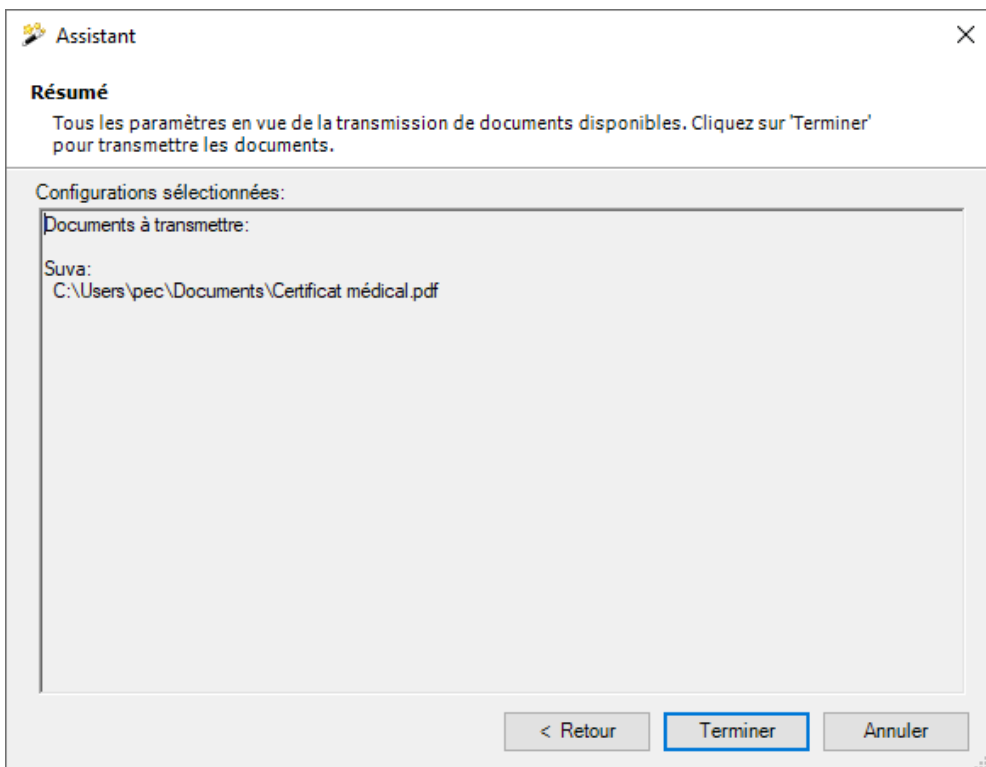 Assistant
Résumé
Tous les paramètres en vue de la transmission de documents disponibles. Cliquez sur 'Terminer'
pour transmettre les documents.
Configurations sélectionnées:
Documents à transmettre:
Suva:
C:\Users\pec\Documents\Certificat médical.pdf
< Retour
Terminer
Annuler